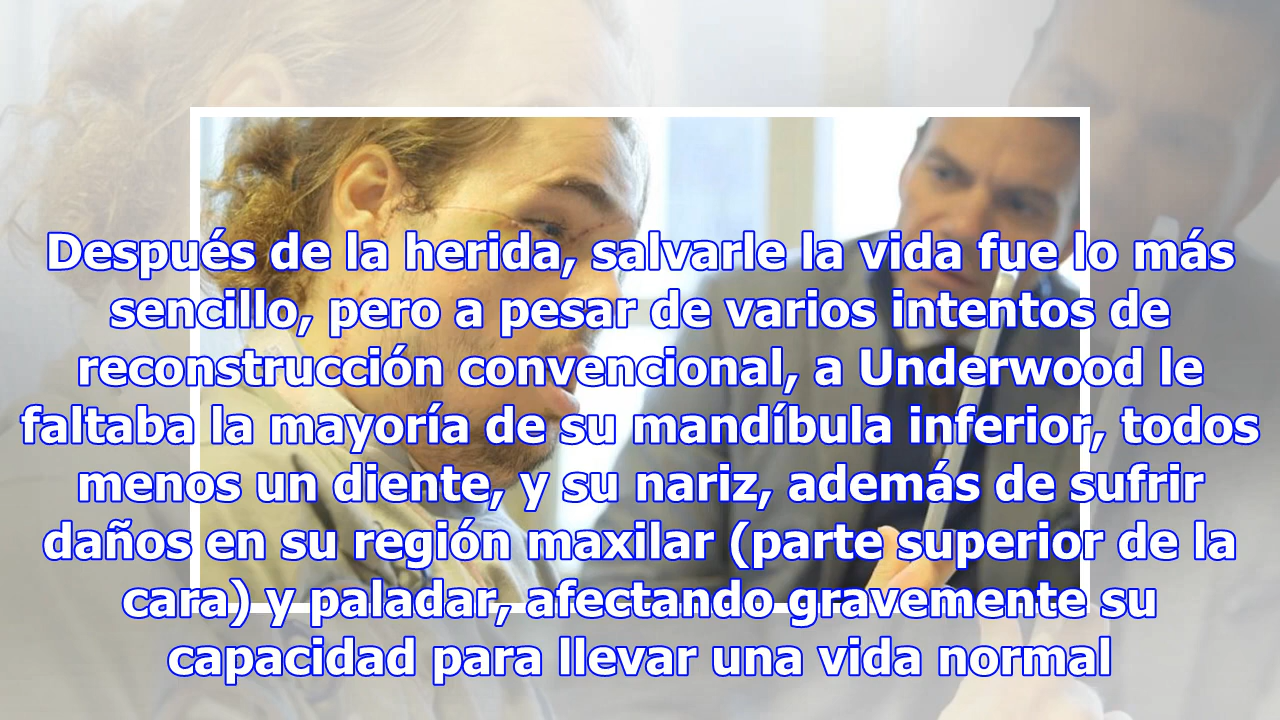 Después de la herida, salvarle la vida fue lo más
sencillo, pero a pesar de varios intentos de
reconstrucción convencional, a Underwood le
faltaba la mayoría de su mandíbula inferior, todos
menos un diente, y su nariz, además de sufrir
daños en su región maxilar (parte superior de la
cara) y paladar, afectando gravemente su
capacidad para llevar una vida normal